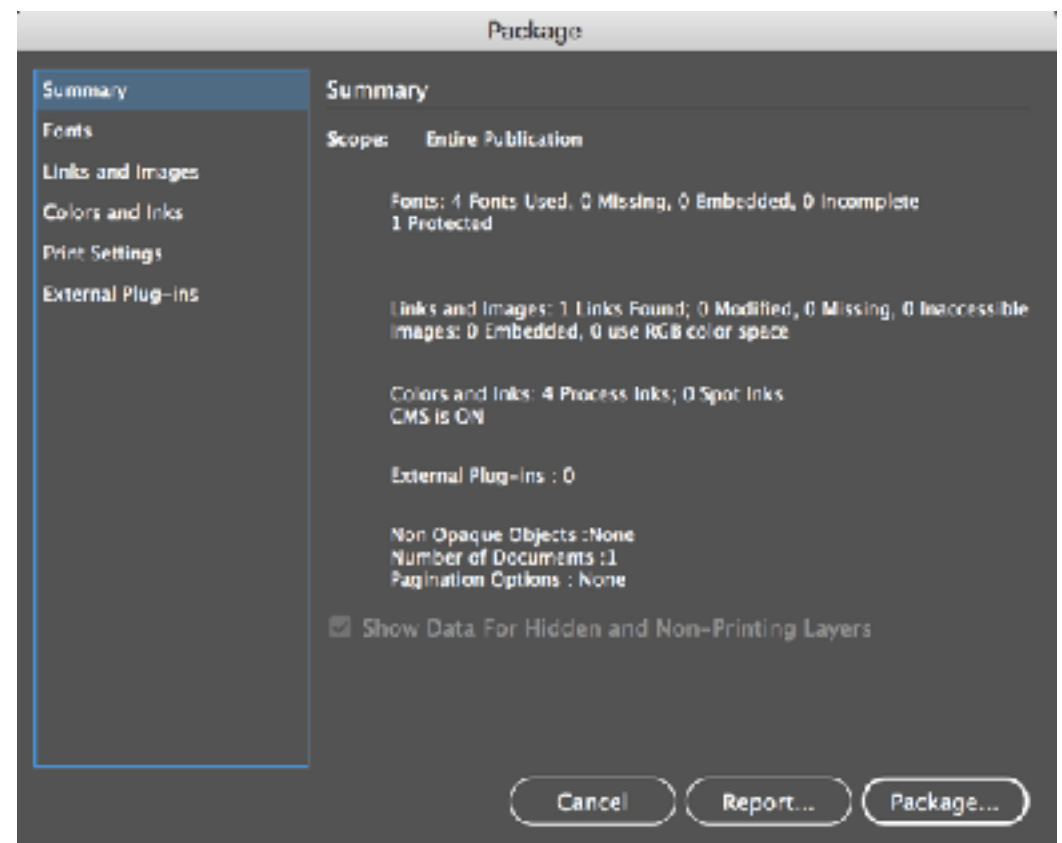 Package
Summary
Fonts
Links and Images
Colors and Inks
Print Settings
External Plug-ins
Summary
Scope: Entire Publication
Fonts: 4 Fonts Used, 0 Missing, 0 Embedded, 0 Incomplete
1 Protected
Links and Images: 1 Links Found; 0 Modified, 0 Missing, 0 Inaccessible
Images: 0 Embedded, 0 use RGB color space
Colors and Inks: 4 Process Inks; 0 Spot Inks
CMS is ON
External Plug-ins : 0
Non Opaque Objects :None
Number of Documents :1
Pagination Options : None
Show Data For Hidden and Non-Printing Layers
Cancel
Report...
Package...